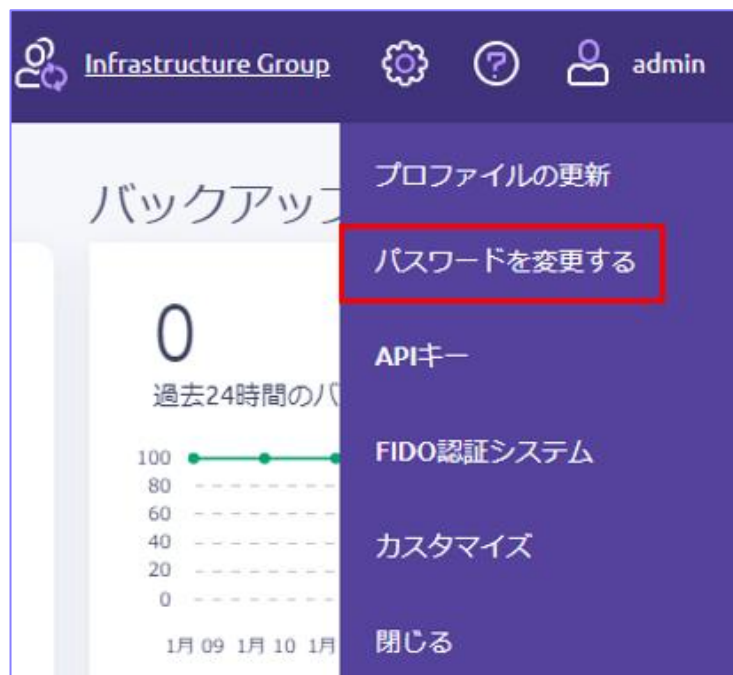 Infrastructure Group
?
admin
プロファイルの更新
バックアップ
パスワードを変更する
0
APIキー
過去24時間のバ
FIDO認証システム
100
80
60
40
20
0
カスタマイズ
1月 09 1月 10 1月
閉じる